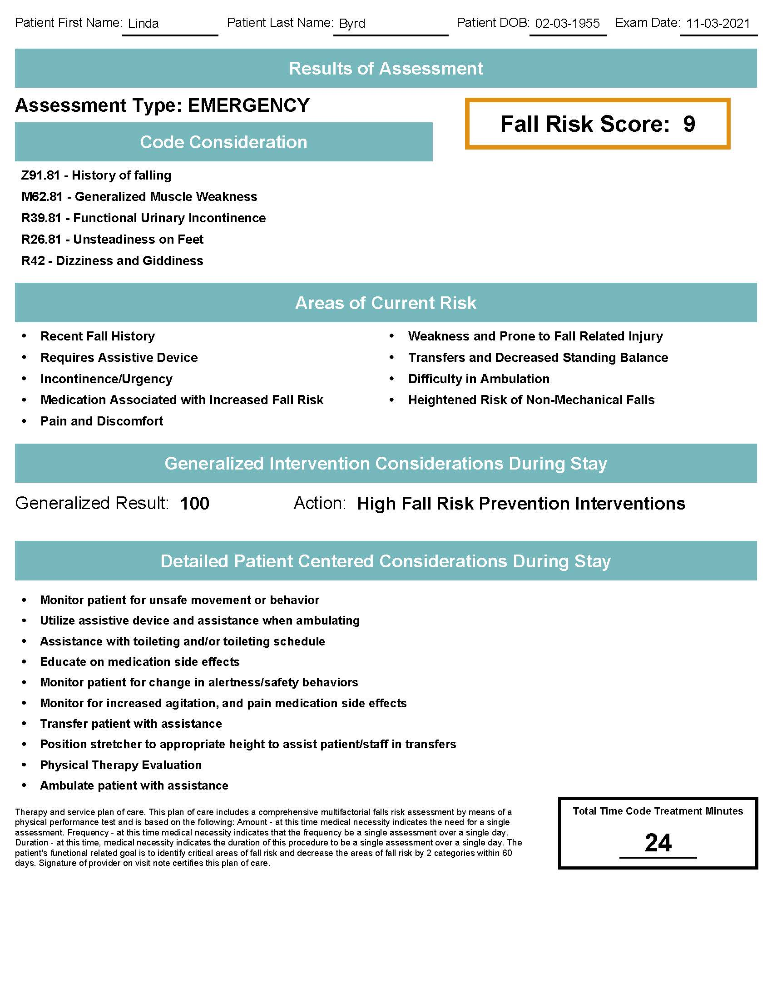 Patient First Name: Linda Patient Last Name: Byrd Patient DOB: 02-03-1955 Exam Date: 11-03-2021
Results of Assessment
Assessment Type: EMERGENCY
Fall Risk Score: 9
Code Consideration
Z91.81 - History of falling
M62.81 - Generalized Muscle Weakness
R39.81 - Functional Urinary Incontinence
R26.81 - Unsteadiness on Feet
R42 - Dizziness and Giddiness
Areas of Current Risk
• Recent Fall History
• Requires Assistive Device
• Incontinence/Urgency
• Medication Associated with Increased Fall Risk
• Pain and Discomfort
• Weakness and Prone to Fall Related Injury
• Transfers and Decreased Standing Balance
• Difficulty in Ambulation
• Heightened Risk of Non-Mechanical Falls
Generalized Intervention Considerations During Stay
Generalized Result: 100 Action: High Fall Risk Prevention Interventions
Detailed Patient Centered Considerations During Stay
• Monitor patient for unsafe movement or behavior
• Utilize assistive device and assistance when ambulating
• Assistance with toileting and/or toileting schedule
• Educate on medication side effects
• Monitor patient for change in alertness/safety behaviors
• Monitor for increased agitation, and pain medication side effects
• Transfer patient with assistance
• Position stretcher to appropriate height to assist patient/staff in transfers
• Physical Therapy Evaluation
• Ambulate patient with assistance
Therapy and service plan of care. This plan of care includes a comprehensive multifactorial falls risk assessment by means of a
physical performance test and is based on the following: Amount - at this time medical necessity indicates the need for a single
assessment. Frequency - at this time medical necessity indicates that the frequency be a single assessment over a single day.
Duration - at this time, medical necessity indicates the duration of this procedure to be a single assessment over a single day. The
patient's functional related goal is to identify critical areas of fall risk and decrease the areas of fall risk by 2 categories within 60
days. Signature of provider on visit note certifies this plan of care.
Total Time Code Treatment Minutes
24